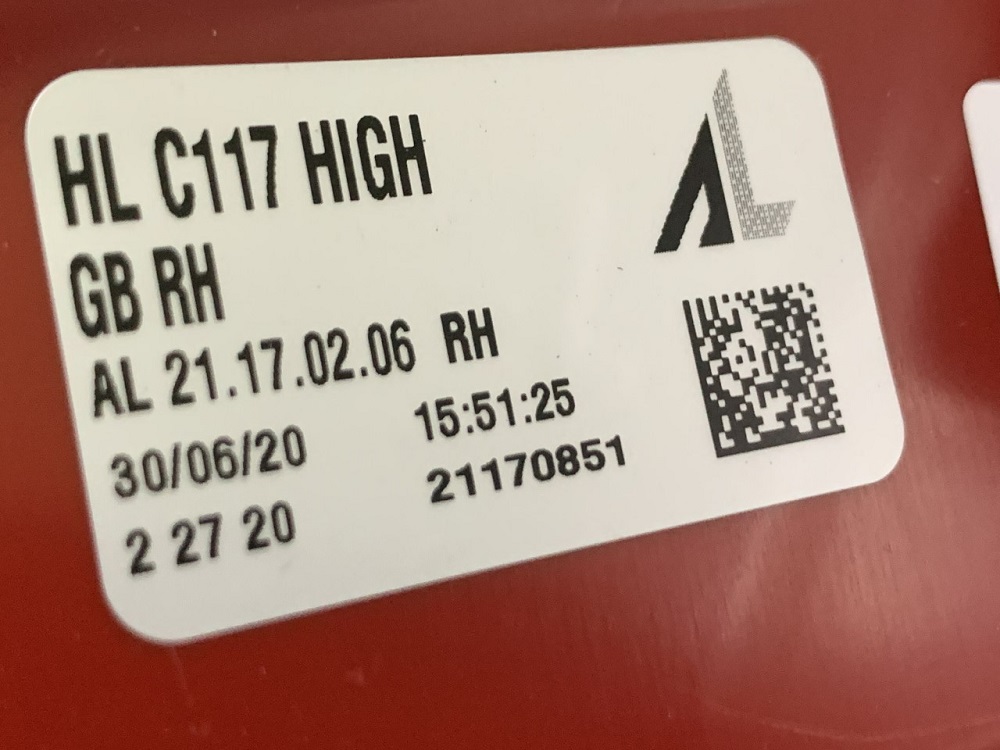 HL C117 HIGH
GB RH
AL 21.17.02.06 RH
30/06/20 15:51:25
2 27 20 21170851
AL